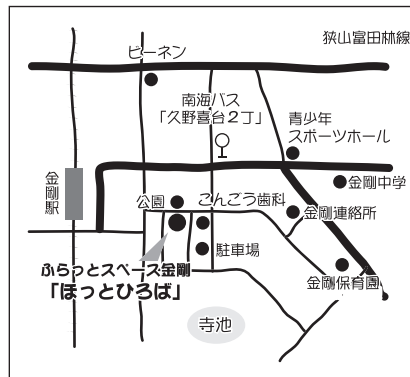 狭山富田林線
ビーネン
南海バス
「久野喜台２丁」
青少年
スポーツホール
金剛駅
金剛中学
公園
こんごう歯科
金剛連絡所
駐車場
ふらっとスペース金剛
「ほっとひろば」
金剛保育園
寺池